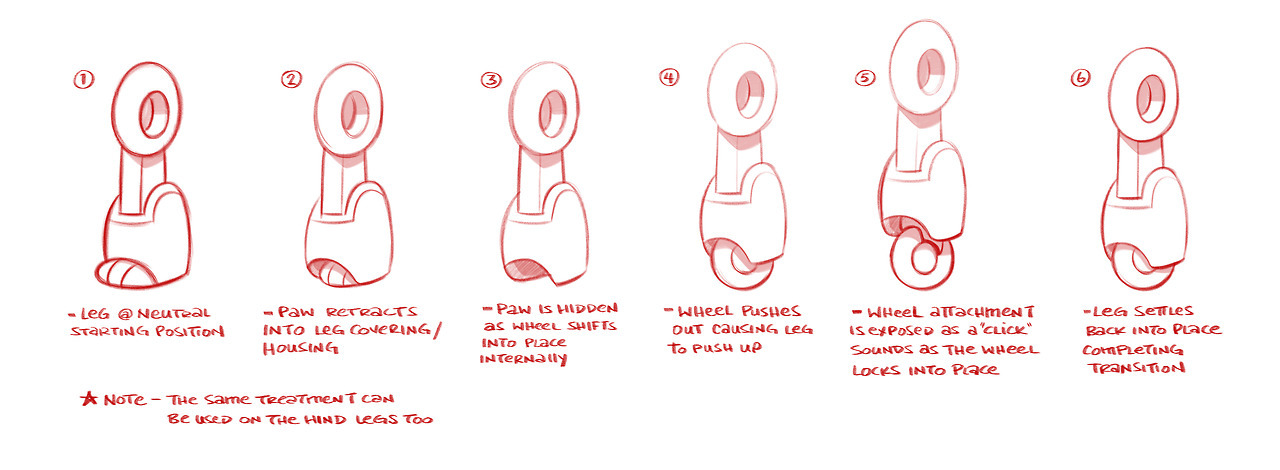 ①
- LEG @ NEUTRAL
STARTING POSITION
②
- PAW RETRACTS
INTO LEG COVERING/
HOUSING
③
- PAW IS HIDDEN
AS WHEEL SHIFTS
INTO PLACE
INTERNALLY
④
- WHEEL PUSHES
OUT CAUSING LEG
TO PUSH UP
⑤
- WHEEL ATTACHMENT
IS EXPOSED AS A "CLICK"
SOUNDS AS THE WHEEL
LOCKS INTO PLACE
⑥
- LEG SETTLES
BACK INTO PLACE
COMPLETING
TRANSITION
★ NOTE - THE SAME TREATMENT CAN
BE USED ON THE HIND LEGS TOO